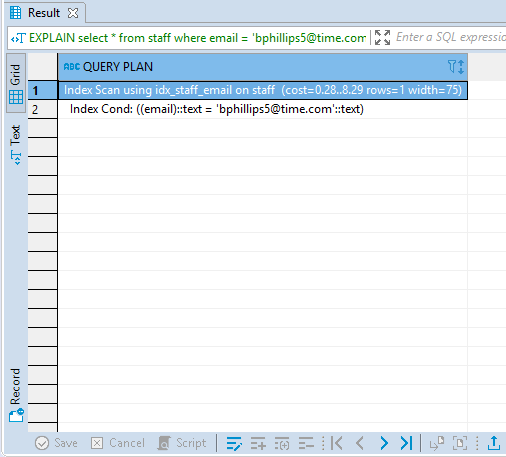 Result
EXPLAIN select * from staff where email = 'bphillips5@time.com
Enter a SQL expressio
Grid
Text
Record
ABC QUERY PLAN
1 Index Scan using idx_staff_email on staff (cost=0.28..8.29 rows=1 width=75)
2 Index Cond: ((email)::text = 'bphillips5@time.com'::text)
Save Cancel Script